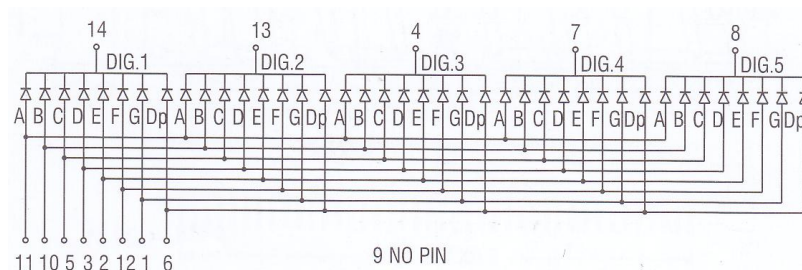 14 13 4 7 8
DIG.1 DIG.2 DIG.3 DIG.4 DIG.5
A B C D E F G Dp A B C D E F G Dp A B C D E F G Dp A B C D E F G Dp A B C D E F G Dp
11 10 5 3 2 12 1 6 9 NO PIN